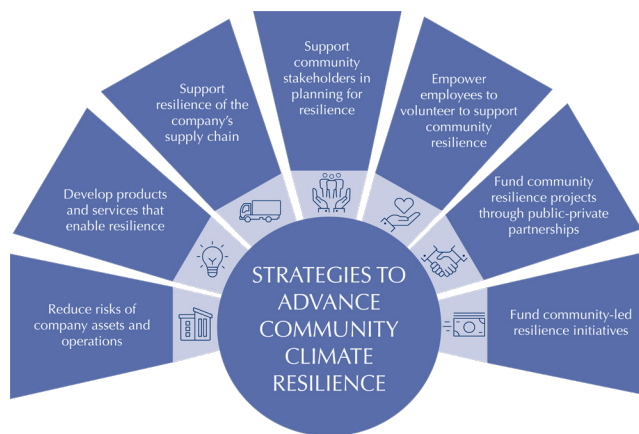 Reduce risks of
company assets and
operations
Develop products
and services that
enable resilience
Support
resilience of the
company's
supply chain
Support
community
stakeholders in
planning for
resilience
Empower
employees to
volunteer to support
community
resilience
Fund community
resilience projects
through public-private
partnerships
Fund community-led
resilience initiatives
STRATEGIES TO
ADVANCE
COMMUNITY
CLIMATE
RESILIENCE